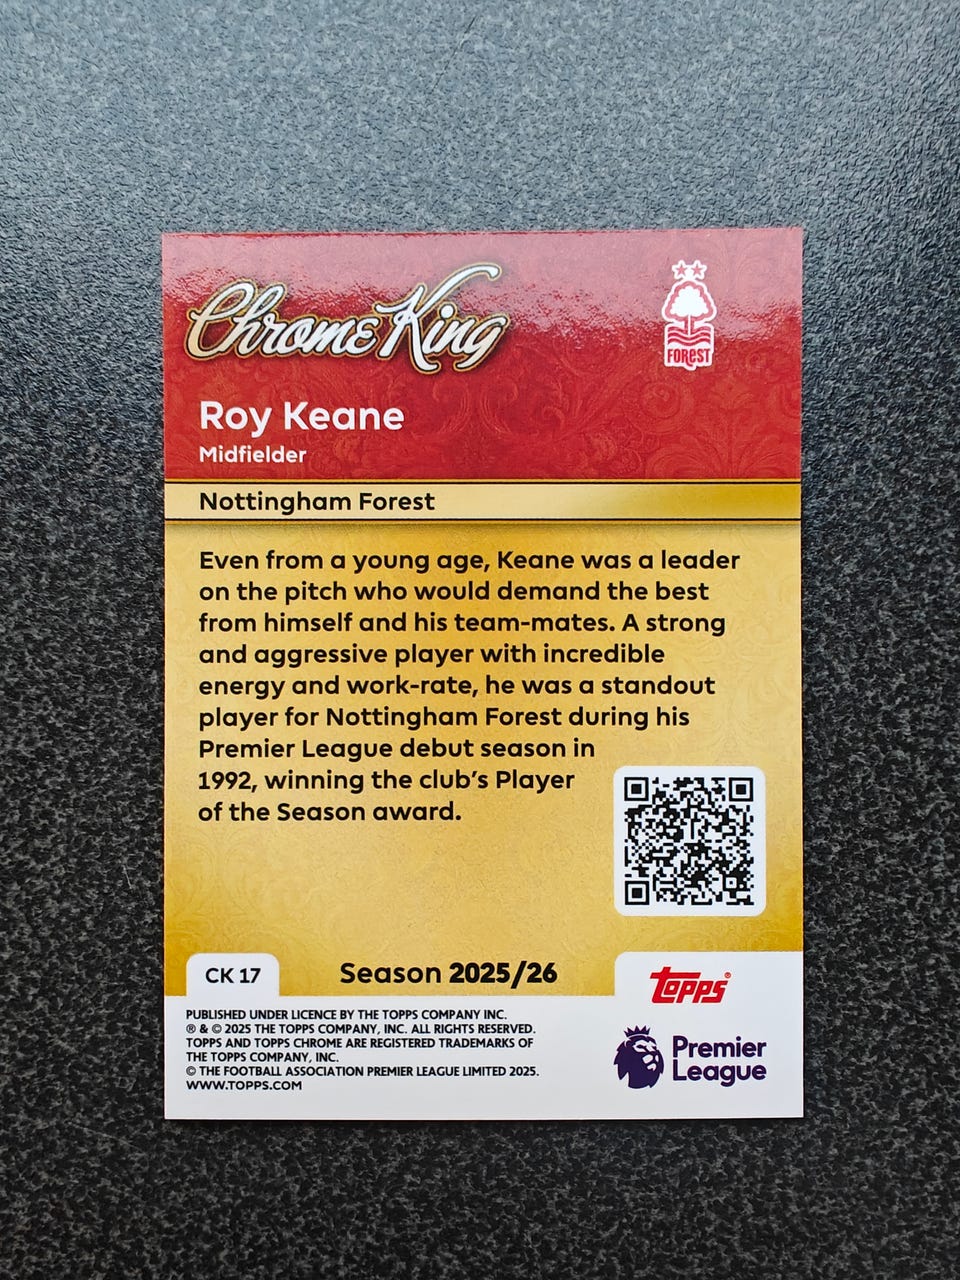 Chrome King
FOREST
Roy Keane
Midfielder
Nottingham Forest
Even from a young age, Keane was a leader
on the pitch who would demand the best
from himself and his team-mates. A strong
and aggressive player with incredible
energy and work-rate, he was a standout
player for Nottingham Forest during his
Premier League debut season in
1992, winning the club's Player
of the Season award.
CK 17
Season 2025/26
Topps®
PUBLISHED UNDER LICENCE BY THE TOPPS COMPANY INC.
® & © 2025 THE TOPPS COMPANY, INC. ALL RIGHTS RESERVED.
TOPPS AND TOPPS CHROME ARE REGISTERED TRADEMARKS OF
THE TOPPS COMPANY, INC.
© THE FOOTBALL ASSOCIATION PREMIER LEAGUE LIMITED 2025.
WWW.TOPPS.COM
Premier
League